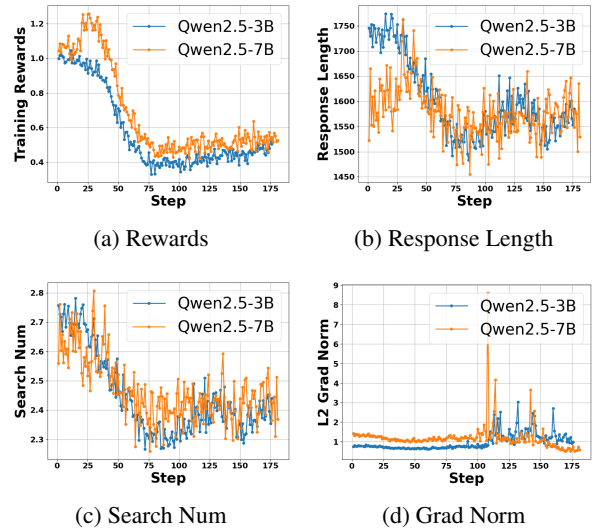 Qwen2.5-3B
Qwen2.5-7B
Training Rewards
1.2
1.0
0.8
0.6
0.4
0 25 50 75 100 125 150 175
Step
(a) Rewards
Qwen2.5-3B
Qwen2.5-7B
Response Length
1750
1700
1650
1600
1550
1500
1450
0 25 50 75 100 125 150 175
Step
(b) Response Length
Qwen2.5-3B
Qwen2.5-7B
Search Num
2.8
2.7
2.6
2.5
2.4
2.3
0 25 50 75 100 125 150 175
Step
(c) Search Num
Qwen2.5-3B
Qwen2.5-7B
L2 Grad Norm
9
8
7
6
5
4
3
2
1
0 25 50 75 100 125 150 175
Step
(d) Grad Norm